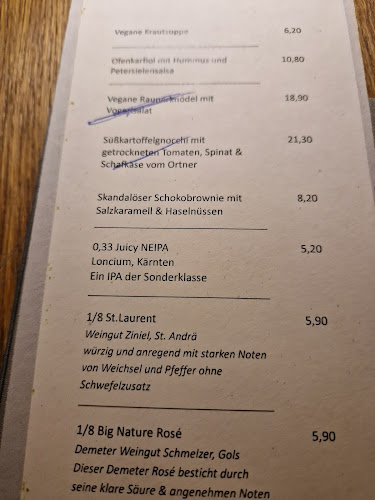 Vegane Krautsuppe 6,20
Ofenkarfiol mit Hummus und 10,80
Petersiliensalsa
Vegane Rauner knödel mit 18,90
Vogerlsalat
Süßkartoffelgnocchi mit 21,30
getrockneten Tomaten, Spinat &
Schafkäse vom Ortner
Skandalöser Schokobrownie mit 8,20
Salzkaramell & Haselnüssen
0,33 Juicy NEIPA 5,20
Loncium, Kärnten
Ein IPA der Sonderklasse
1/8 St.Laurent 5,90
Weingut Ziniel, St. Andrä
würzig und anregend mit starken Noten
von Weichsel und Pfeffer ohne
Schwefelzusatz
1/8 Big Nature Rosé 5,90
Demeter Weingut Schmelzer, Gols
Dieser Demeter Rosé besticht durch
seine klare Säure & angenehmen Noten